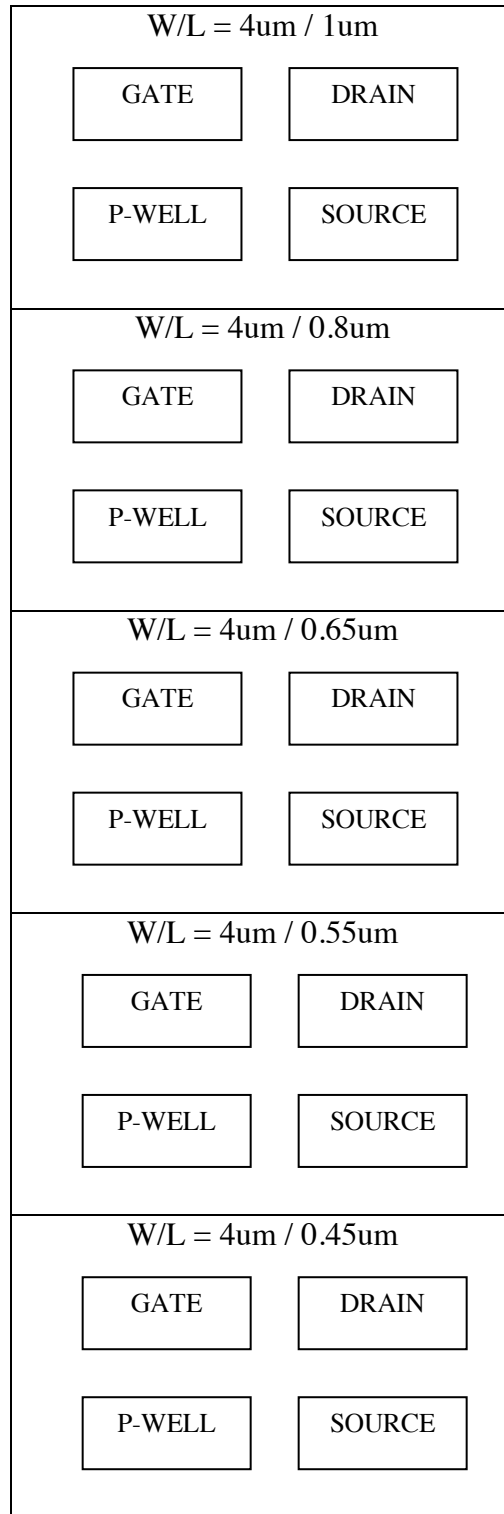 W/L = 4um / 1um
GATE DRAIN
P-WELL SOURCE
W/L = 4um / 0.8um
GATE DRAIN
P-WELL SOURCE
W/L = 4um / 0.65um
GATE DRAIN
P-WELL SOURCE
W/L = 4um / 0.55um
GATE DRAIN
P-WELL SOURCE
W/L = 4um / 0.45um
GATE DRAIN
P-WELL SOURCE